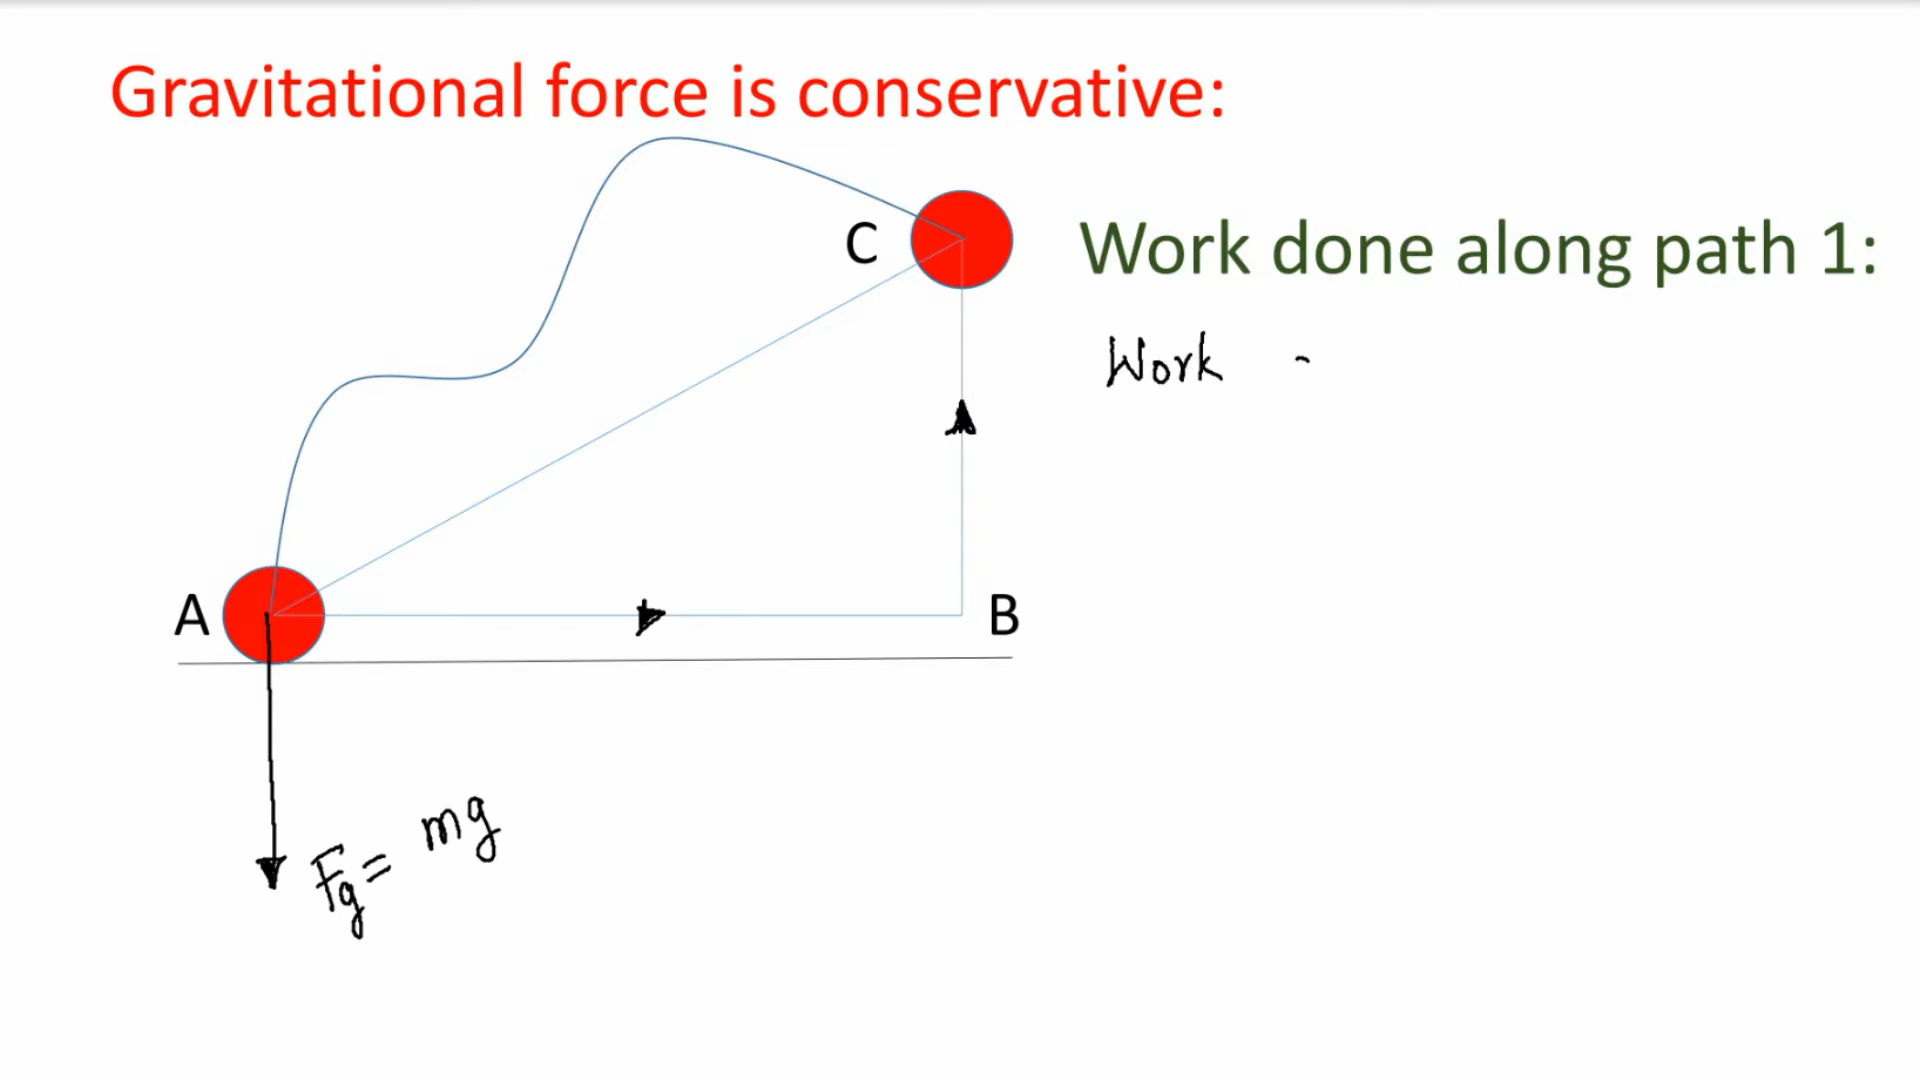 Gravitational force is conservative:
C
Work done along path 1:
Work -
A
B
Fg = mg